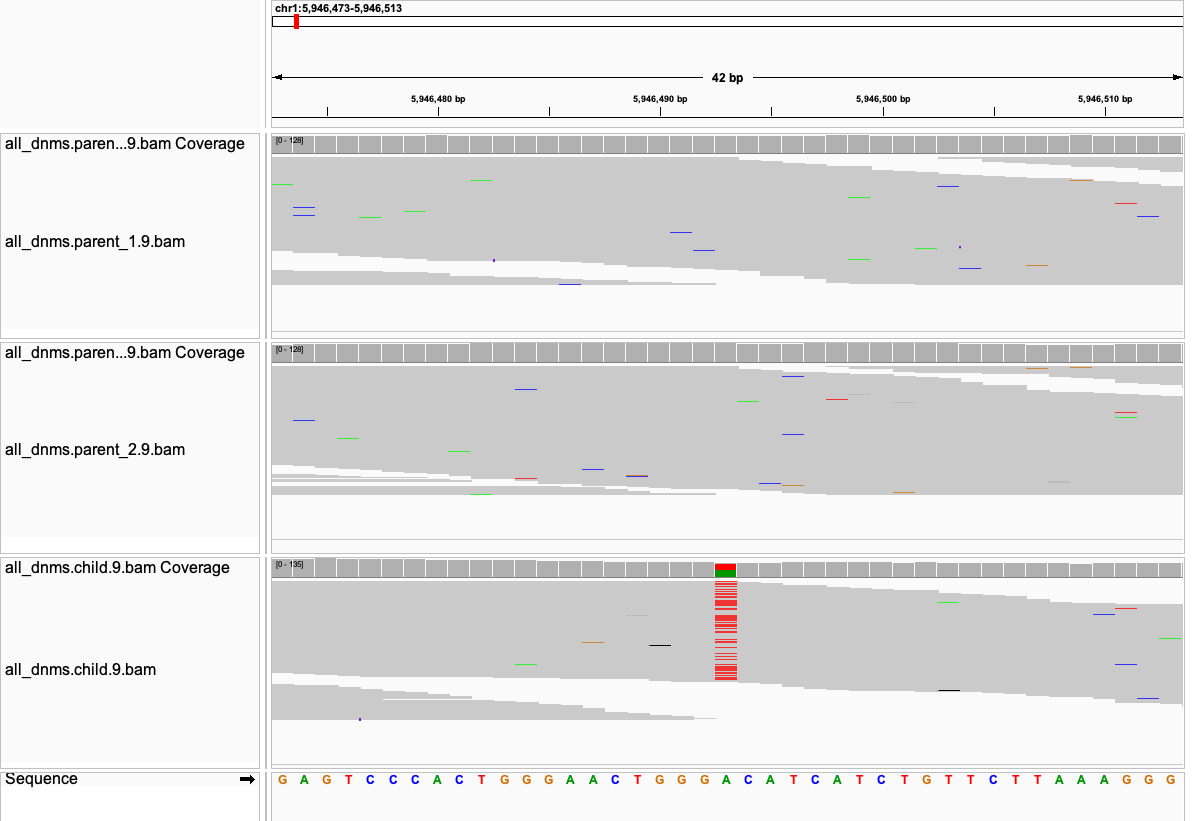 chr1:5,946,473-5,946,513
42 bp
5,946,480 bp 5,946,490 bp 5,946,500 bp 5,946,510 bp
all_dnms.paren...9.bam Coverage
[0 - 128]
all_dnms.parent_1.9.bam
all_dnms.paren...9.bam Coverage
[0 - 128]
all_dnms.parent_2.9.bam
all_dnms.child.9.bam Coverage
[0 - 135]
all_dnms.child.9.bam
Sequence G A G T C C C A C T G G G A A C T G G G A C A T C A T C T G T T C T T A A A G G G